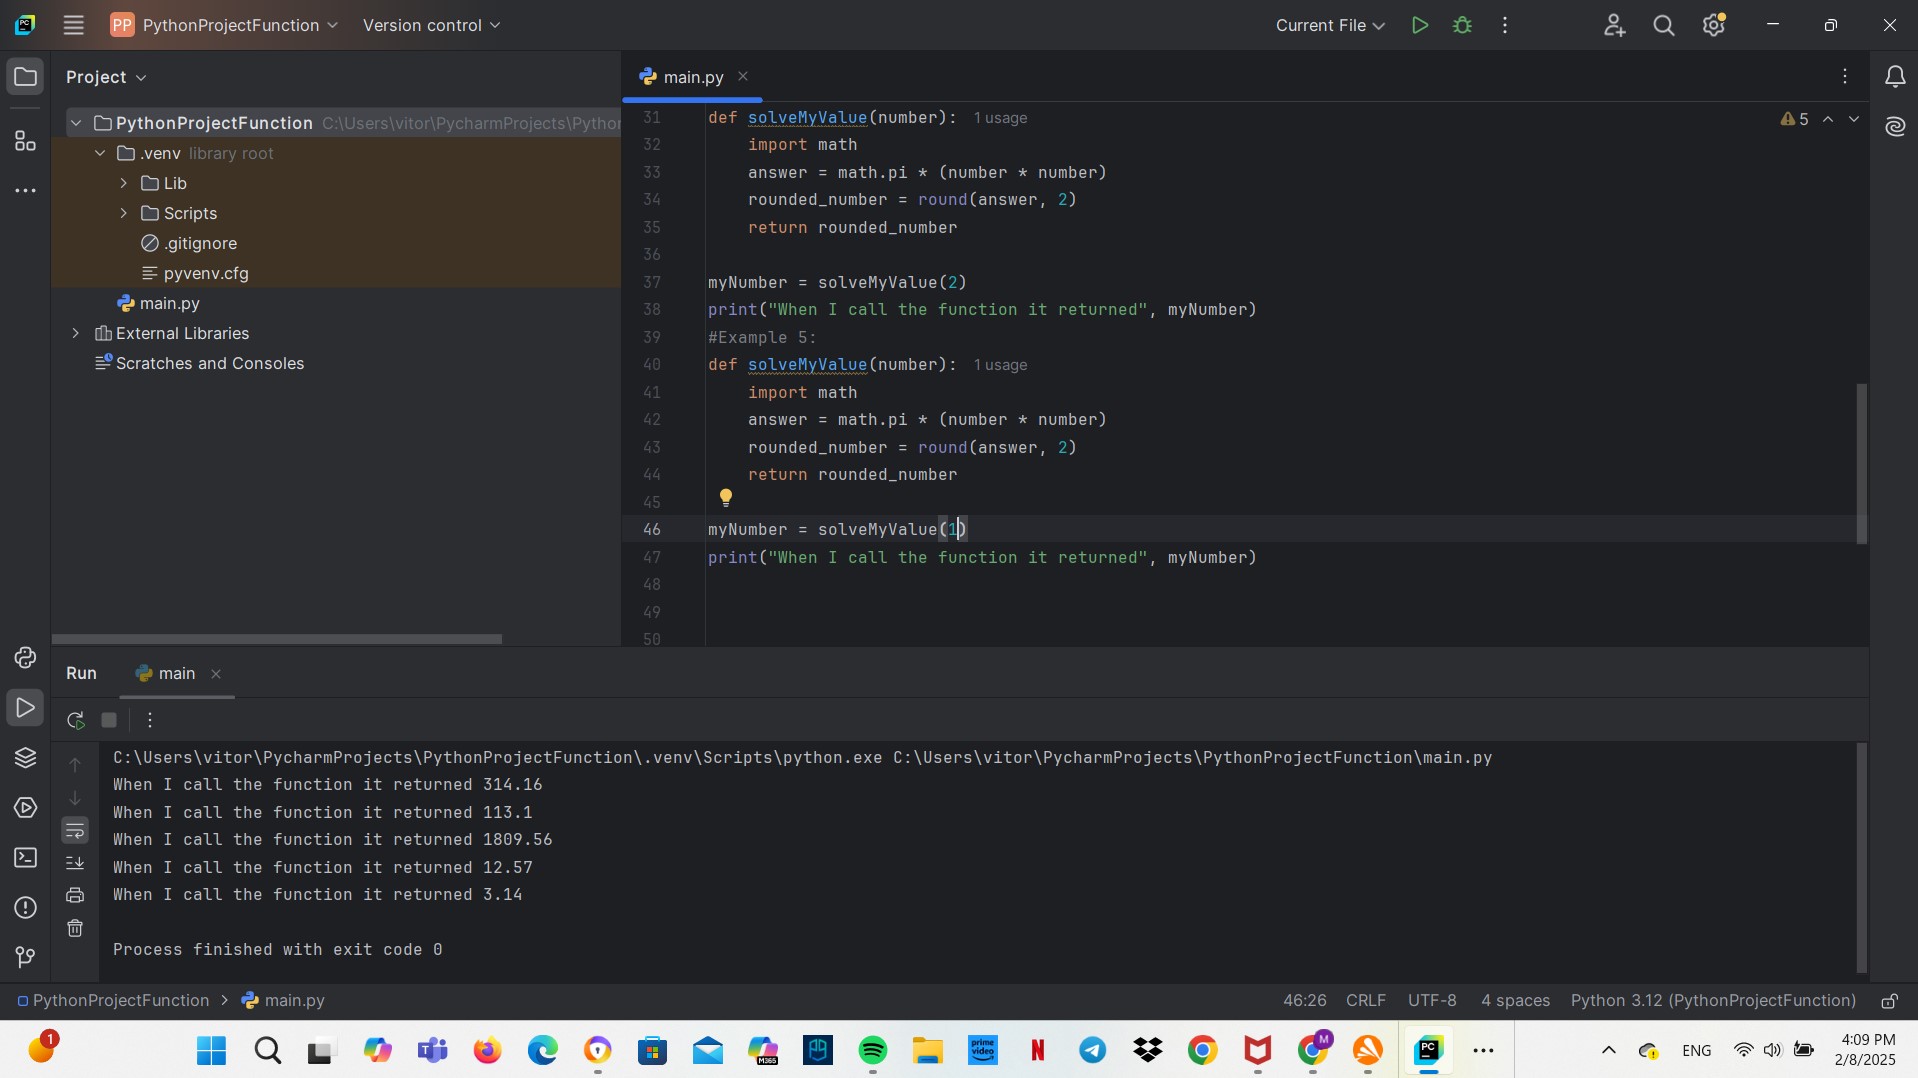 PP PythonProjectFunction Version control Current File
Project
main.py
PythonProjectFunction C:\Users\vitor\PycharmProjects\Pytho
.venv library root
Lib
Scripts
.gitignore
pyvenv.cfg
main.py
External Libraries
Scratches and Consoles
5
31 def solveMyValue(number): 1 usage
32 import math
33 answer = math.pi * (number * number)
34 rounded_number = round(answer, 2)
35 return rounded_number
36
37 myNumber = solveMyValue(2)
38 print("When I call the function it returned", myNumber)
39 #Example 5:
40 def solveMyValue(number): 1 usage
41 import math
42 answer = math.pi * (number * number)
43 rounded_number = round(answer, 2)
44 return rounded_number
45
46 myNumber = solveMyValue(1)
47 print("When I call the function it returned", myNumber)
48
49
50
Run main
C:\Users\vitor\PycharmProjects\PythonProjectFunction\.venv\Scripts\python.exe C:\Users\vitor\PycharmProjects\PythonProjectFunction\main.py
When I call the function it returned 314.16
When I call the function it returned 113.1
When I call the function it returned 1809.56
When I call the function it returned 12.57
When I call the function it returned 3.14
Process finished with exit code 0
PythonProjectFunction > main.py 46:26 CRLF UTF-8 4 spaces Python 3.12 (PythonProjectFunction)
1
M365
prime video
N
M
PC
ENG
4:09 PM
2/8/2025